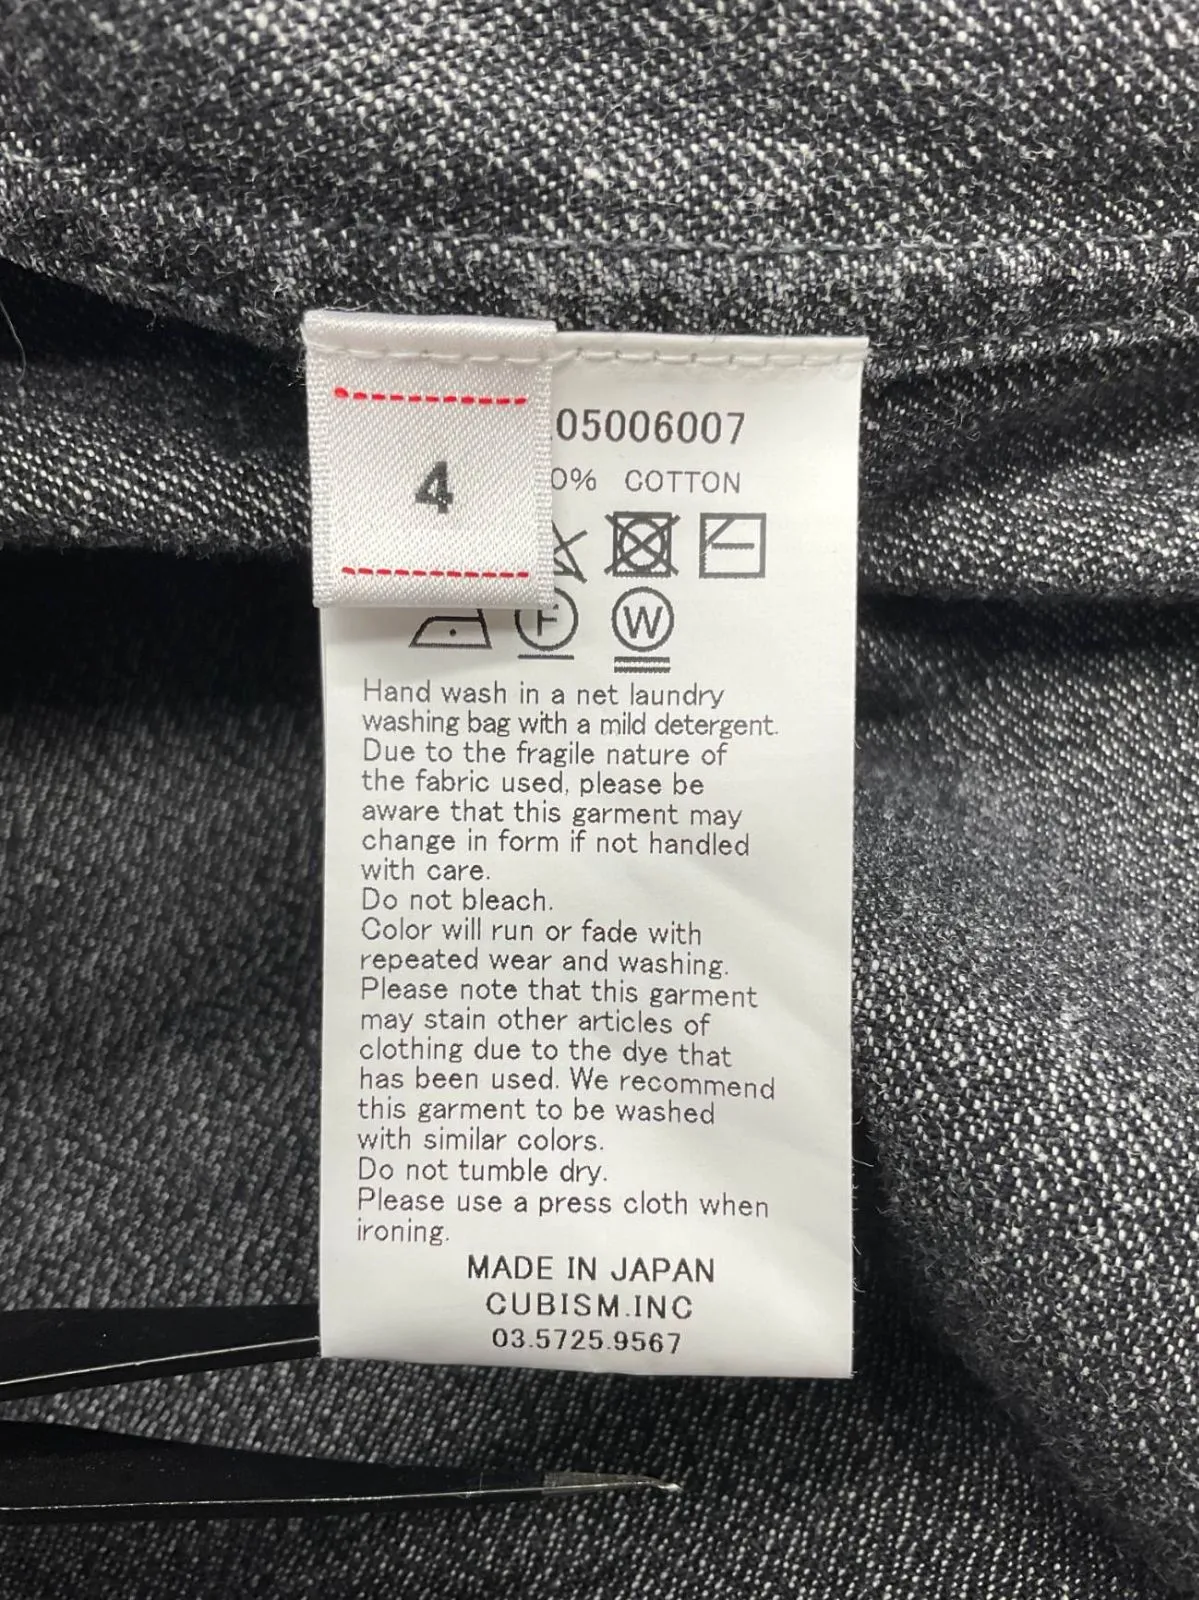 4
05006007
0% COTTON
F
W
Hand wash in a net laundry
washing bag with a mild detergent.
Due to the fragile nature of
the fabric used, please be
aware that this garment may
change in form if not handled
with care.
Do not bleach.
Color will run or fade with
repeated wear and washing.
Please note that this garment
may stain other articles of
clothing due to the dye that
has been used. We recommend
this garment to be washed
with similar colors.
Do not tumble dry.
Please use a press cloth when
ironing.
MADE IN JAPAN
CUBISM.INC
03.5725.9567